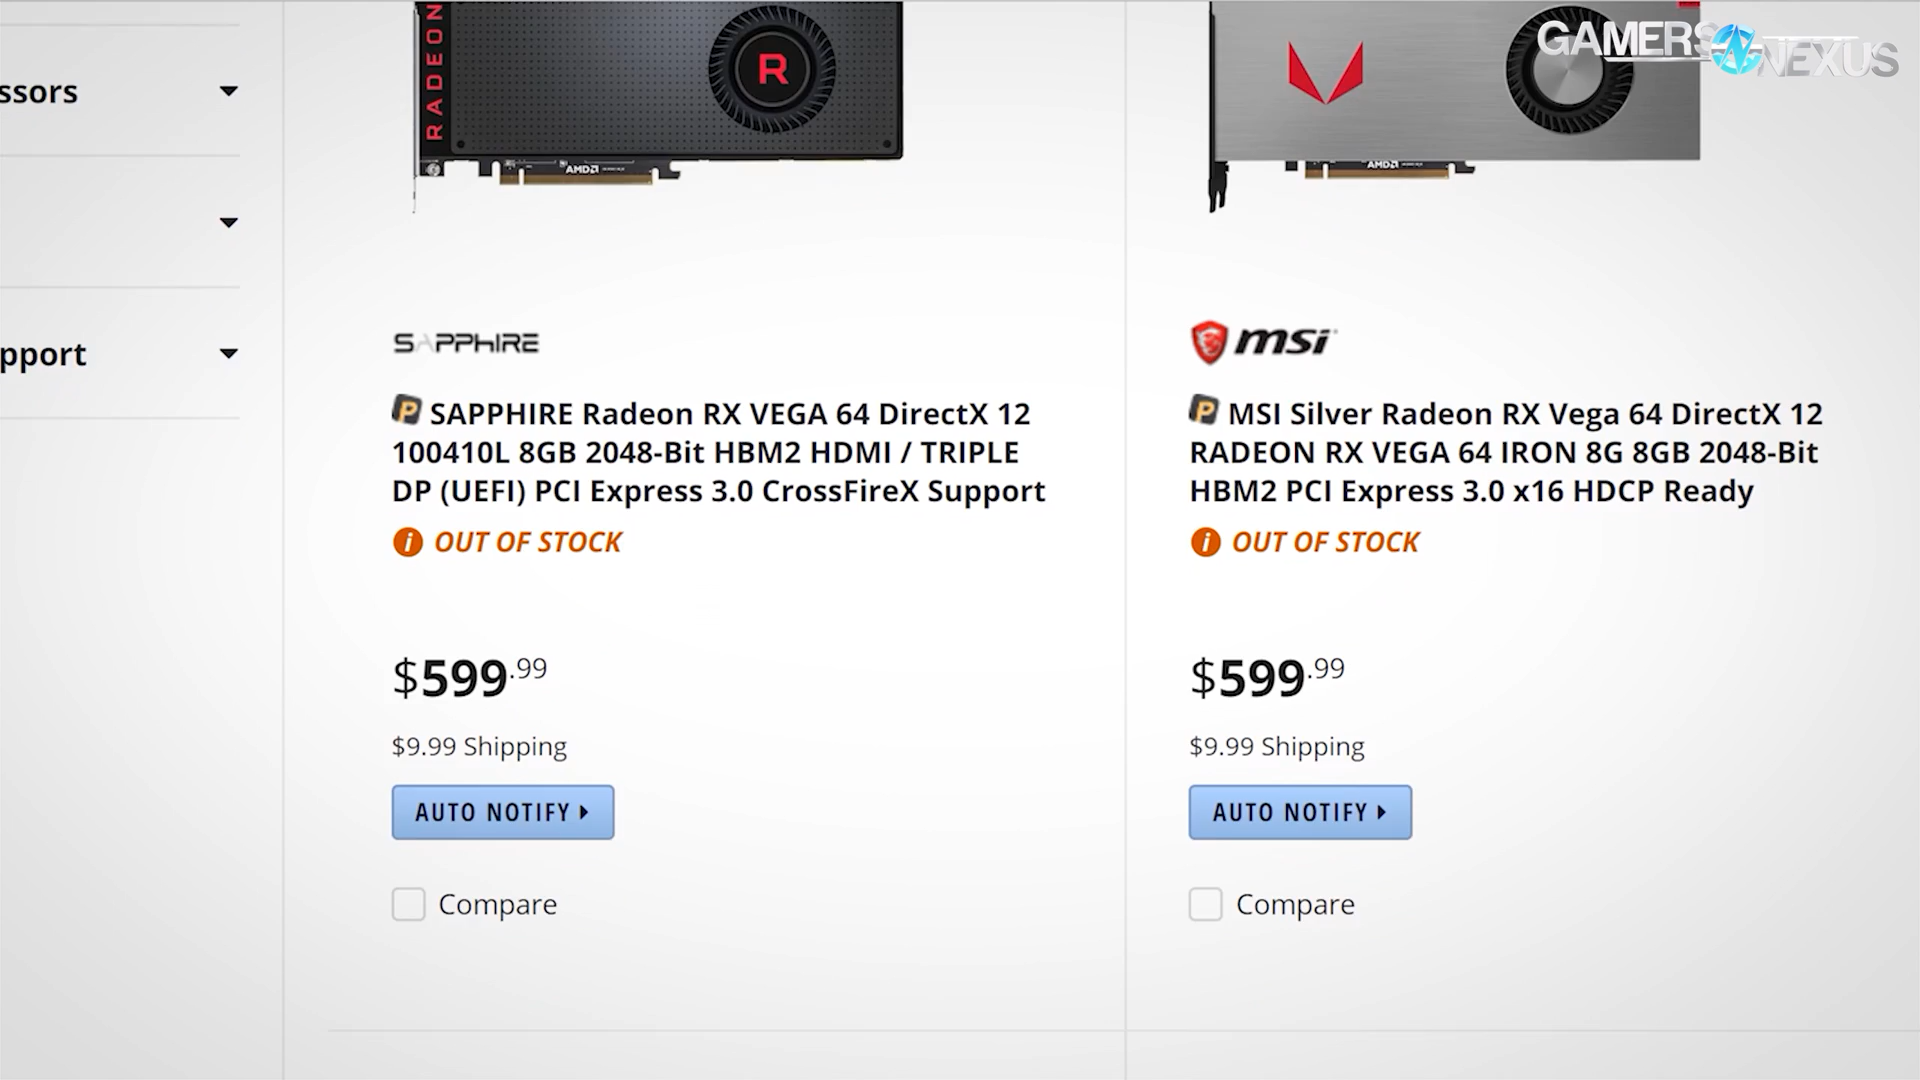 GAMERS NEXUS
RADEON
R
AMD
AMD
ssors
pport
SAPPHIRE
SAPPHIRE Radeon RX VEGA 64 DirectX 12
100410L 8GB 2048-Bit HBM2 HDMI / TRIPLE
DP (UEFI) PCI Express 3.0 CrossFireX Support
OUT OF STOCK
$599.99
$9.99 Shipping
AUTO NOTIFY
Compare
msi
MSI Silver Radeon RX Vega 64 DirectX 12
RADEON RX VEGA 64 IRON 8G 8GB 2048-Bit
HBM2 PCI Express 3.0 x16 HDCP Ready
OUT OF STOCK
$599.99
$9.99 Shipping
AUTO NOTIFY
Compare